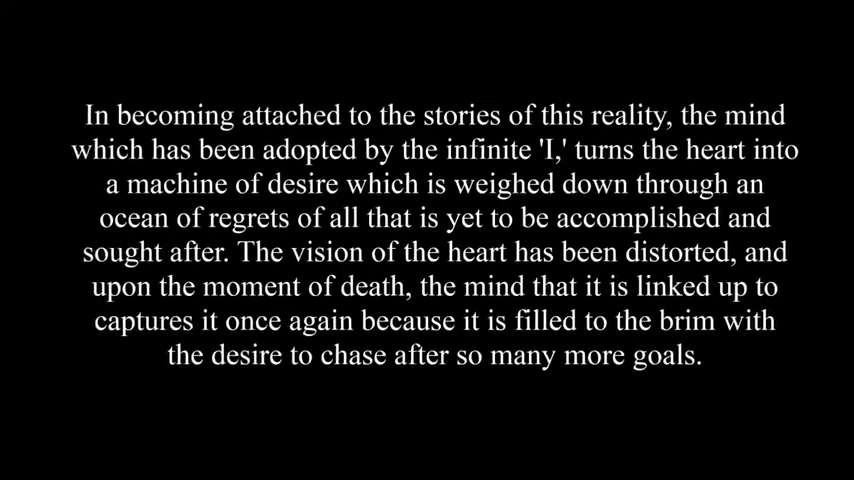 In becoming attached to the stories of this reality, the mind
which has been adopted by the infinite 'I,' turns the heart into
a machine of desire which is weighed down through an
ocean of regrets of all that is yet to be accomplished and
sought after. The vision of the heart has been distorted, and
upon the moment of death, the mind that it is linked up to
captures it once again because it is filled to the brim with
the desire to chase after so many more goals.